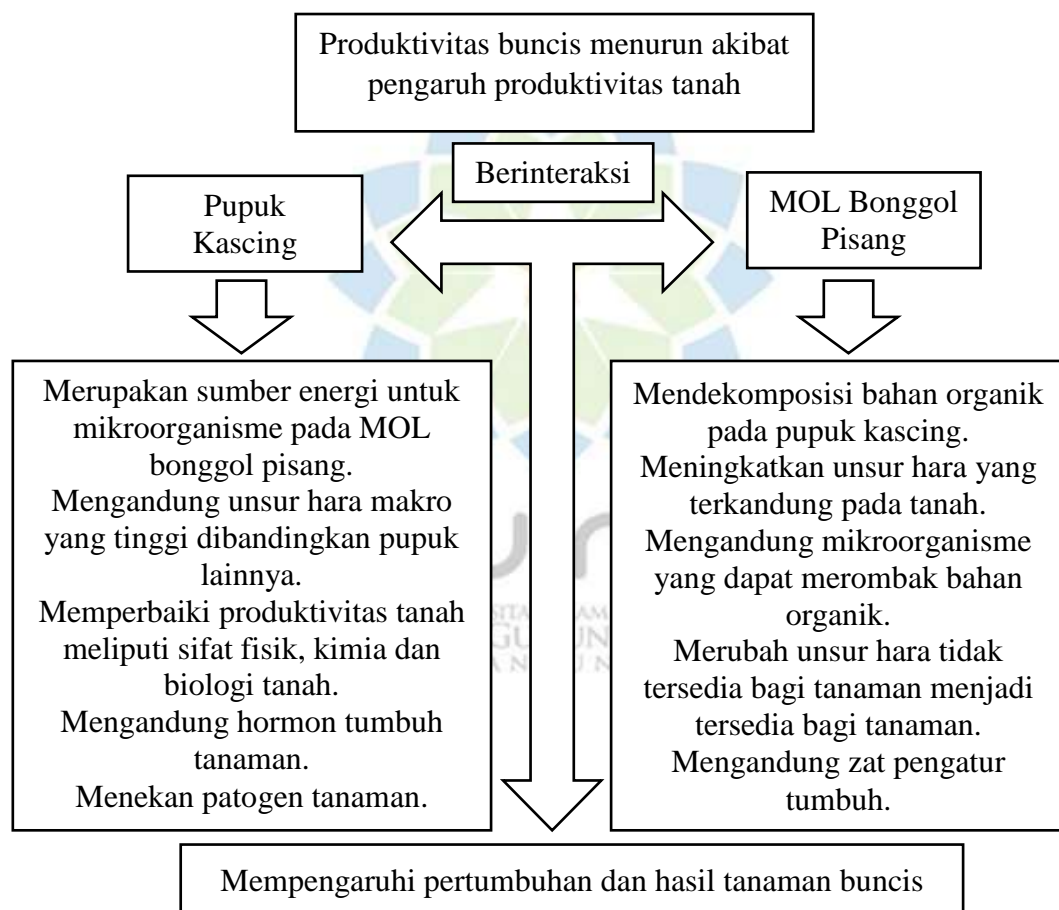 Produktivitas buncis menurun akibat
pengaruh produktivitas tanah
Berinteraksi
Pupuk
Kascing
MOL Bonggol
Pisang
Merupakan sumber energi untuk
mikroorganisme pada MOL
bonggol pisang.
Mengandung unsur hara makro
yang tinggi dibandingkan pupuk
lainnya.
Memperbaiki produktivitas tanah
meliputi sifat fisik, kimia dan
biologi tanah.
Mengandung hormon tumbuh
tanaman.
Menekan patogen tanaman.
Mendekomposisi bahan organik
pada pupuk kascing.
Meningkatkan unsur hara yang
terkandung pada tanah.
Mengandung mikroorganisme
yang dapat merombak bahan
organik.
Merubah unsur hara tidak
tersedia bagi tanaman menjadi
tersedia bagi tanaman.
Mengandung zat pengatur
tumbuh.
Mempengaruhi pertumbuhan dan hasil tanaman buncis